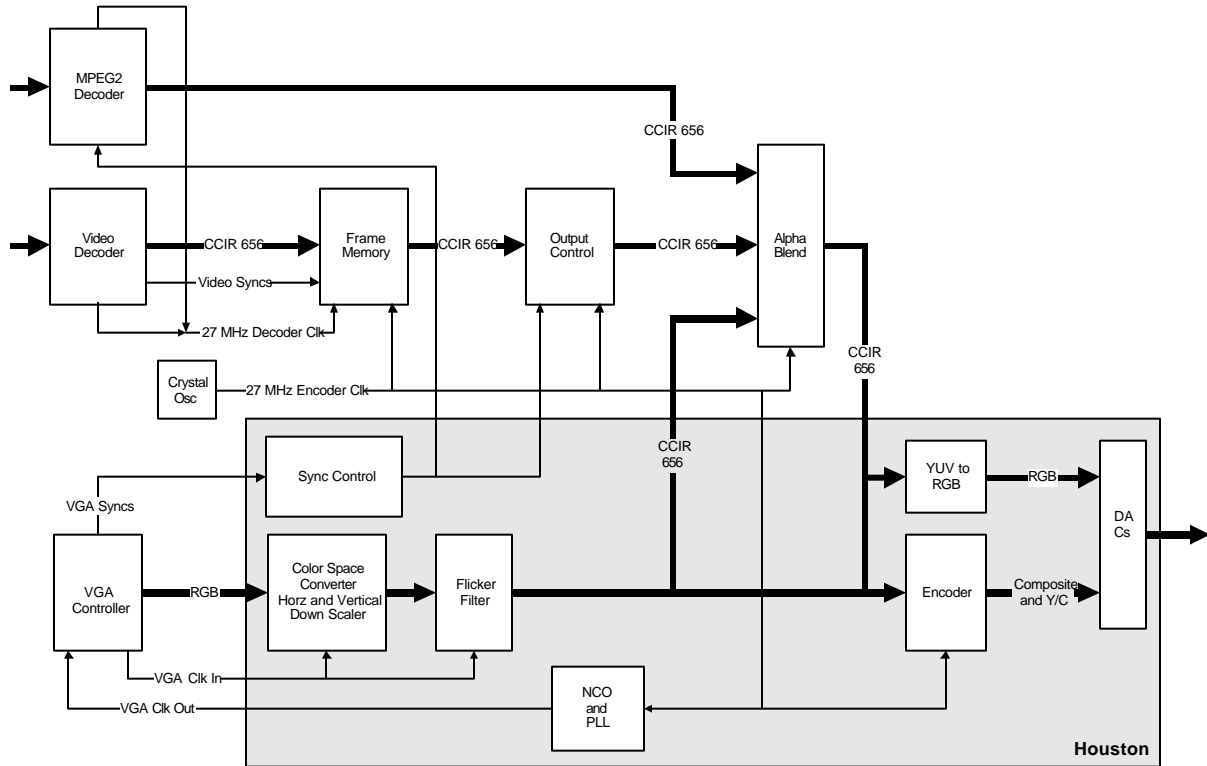 MPEG2
Decoder
CCIR 656
Video
Decoder
CCIR 656
Frame
Memory
CCIR 656
Output
Control
CCIR 656
Alpha
Blend
Video Syncs
27 MHz Decoder Clk
CCIR
656
Crystal
Osc
27 MHz Encoder Clk
Sync Control
CCIR
656
YUV to
RGB
RGB
VGA Syncs
DA
Cs
VGA
Controller
RGB
Color Space
Converter
Horz and Vertical
Down Scaler
Flicker
Filter
Encoder
Composite
and Y/C
VGA Clk In
VGA Clk Out
NCO
and
PLL
Houston